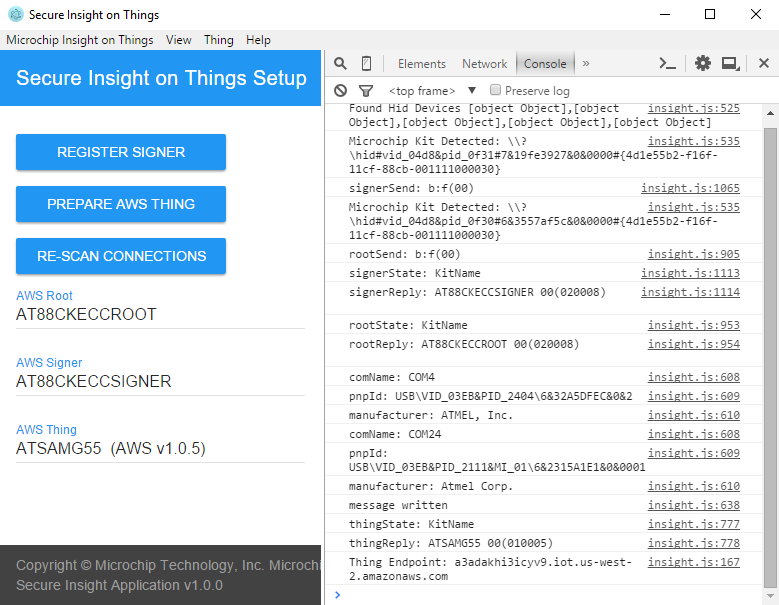 Secure Insight on Things
Microchip Insight on Things View Thing Help
Secure Insight on Things Setup
REGISTER SIGNER
PREPARE AWS THING
RE-SCAN CONNECTIONS
AWS Root
AT88CKECCROOT
AWS Signer
AT88CKECCSIGNER
AWS Thing
ATSAMG55 (AWS v1.0.5)
Copyright © Microchip Technology, Inc. Microchi
Secure Insight Application v1.0.0
Elements Network Console »
<top frame> ▼ Preserve log
Found Hid Devices [object Object],[object insight.js:525
Object],[object Object],[object Object],[object Object]
Microchip Kit Detected: \\? insight.js:535
\hid#vid_04d8&pid_0f31#7&19fe3927&0&0000#{4d1e55b2-f16f-
11cf-88cb-001111000030}
signerSend: b:f(00) insight.js:1065
Microchip Kit Detected: \\? insight.js:535
\hid#vid_04d8&pid_0f30#6&3557af5c&0&0000#{4d1e55b2-f16f-
11cf-88cb-001111000030}
rootSend: b:f(00) insight.js:905
signerState: KitName insight.js:1113
signerReply: AT88CKECCSIGNER 00(020008) insight.js:1114
rootState: KitName insight.js:953
rootReply: AT88CKECCROOT 00(020008) insight.js:954
comName: COM4 insight.js:608
pnpId: USB\VID_03EB&PID_2404\6&32A5DFEC&0&2 insight.js:609
manufacturer: ATMEL, Inc. insight.js:610
comName: COM24 insight.js:608
pnpId: insight.js:609
USB\VID_03EB&PID_2111&MI_01\6&2315A1E1&0&0001
manufacturer: Atmel Corp. insight.js:610
message written insight.js:638
thingState: KitName insight.js:777
thingReply: ATSAMG55 00(010005) insight.js:778
Thing Endpoint: a3adakhi3icyv9.iot.us-west- insight.js:167
2.amazonaws.com